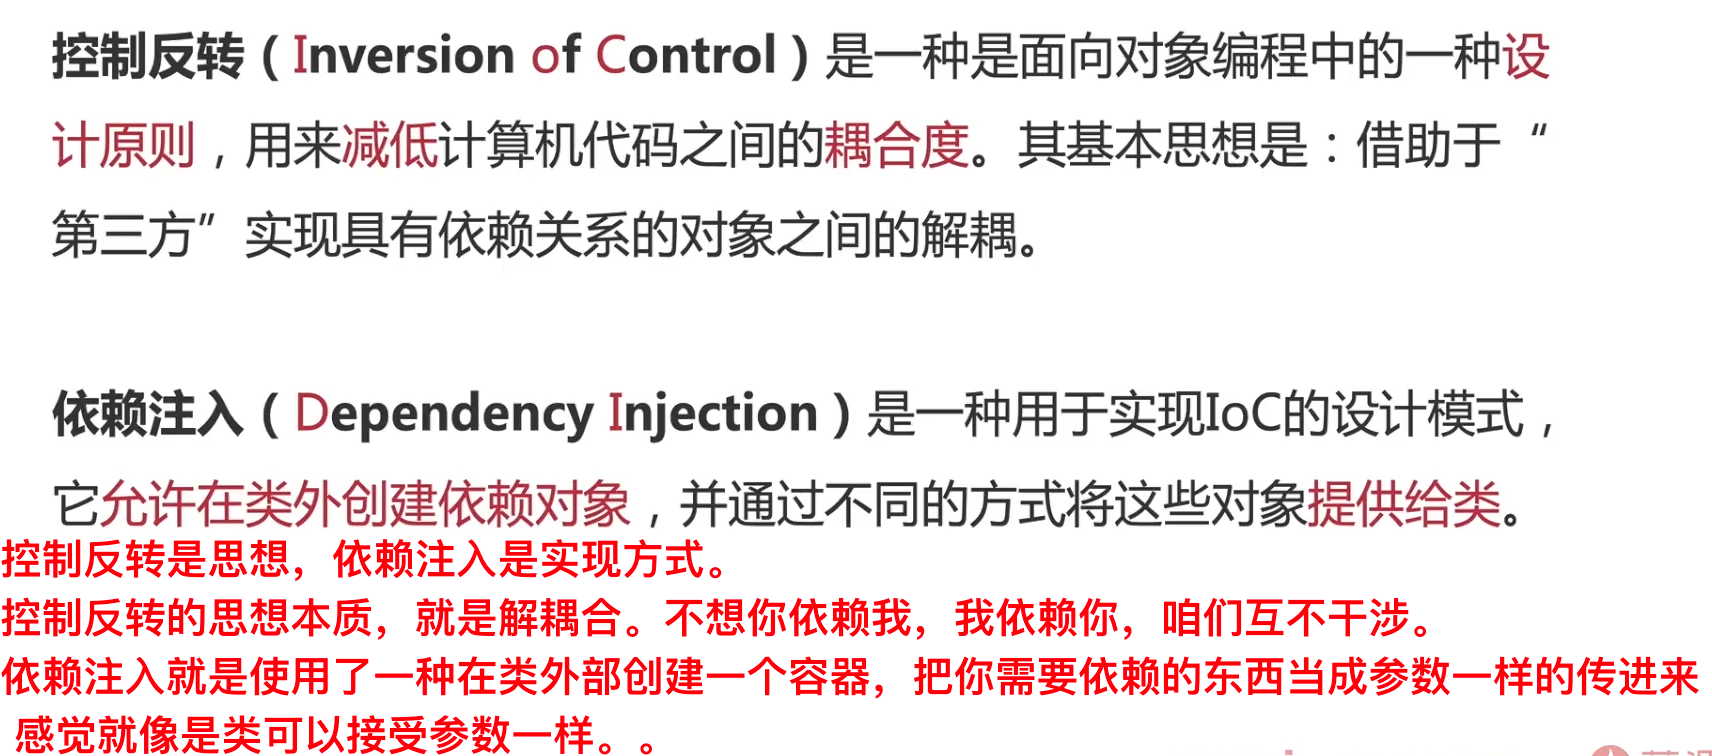 控制反转（Inversion of Control）是一种是面向对象编程中的一种设
计原则，用来减低计算机代码之间的耦合度。其基本思想是：借助于“
第三方”实现具有依赖关系的对象之间的解耦。
依赖注入（Dependency Injection）是一种用于实现IoC的设计模式，
它允许在类外创建依赖对象，并通过不同的方式将这些对象提供给类。
控制反转是思想，依赖注入是实现方式。
控制反转的思想本质，就是解耦合。不想你依赖我，我依赖你，咱们互不干涉。
依赖注入就是使用了一种在类外部创建一个容器，把你需要依赖的东西当成参数一样的传进来
感觉就像是类可以接受参数一样。。